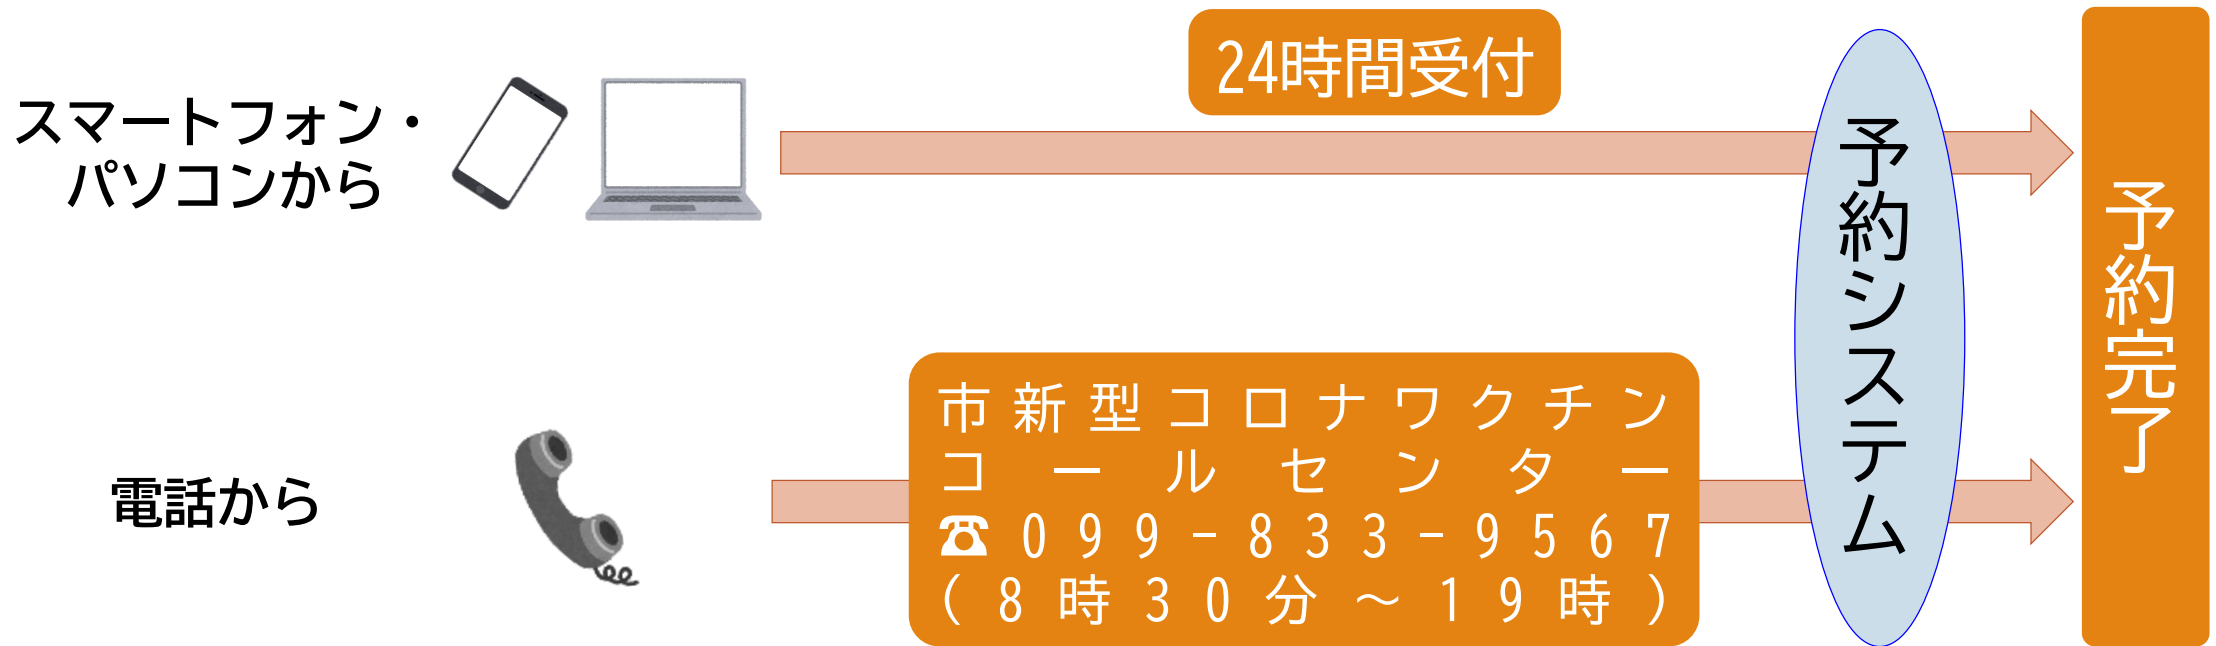 スマートフォン・
パソコンから
24時間受付
電話から
市新型コロナワクチン
コールセンター
☎099-833-9567
(8時30分～19時)
予約システム
予約完了